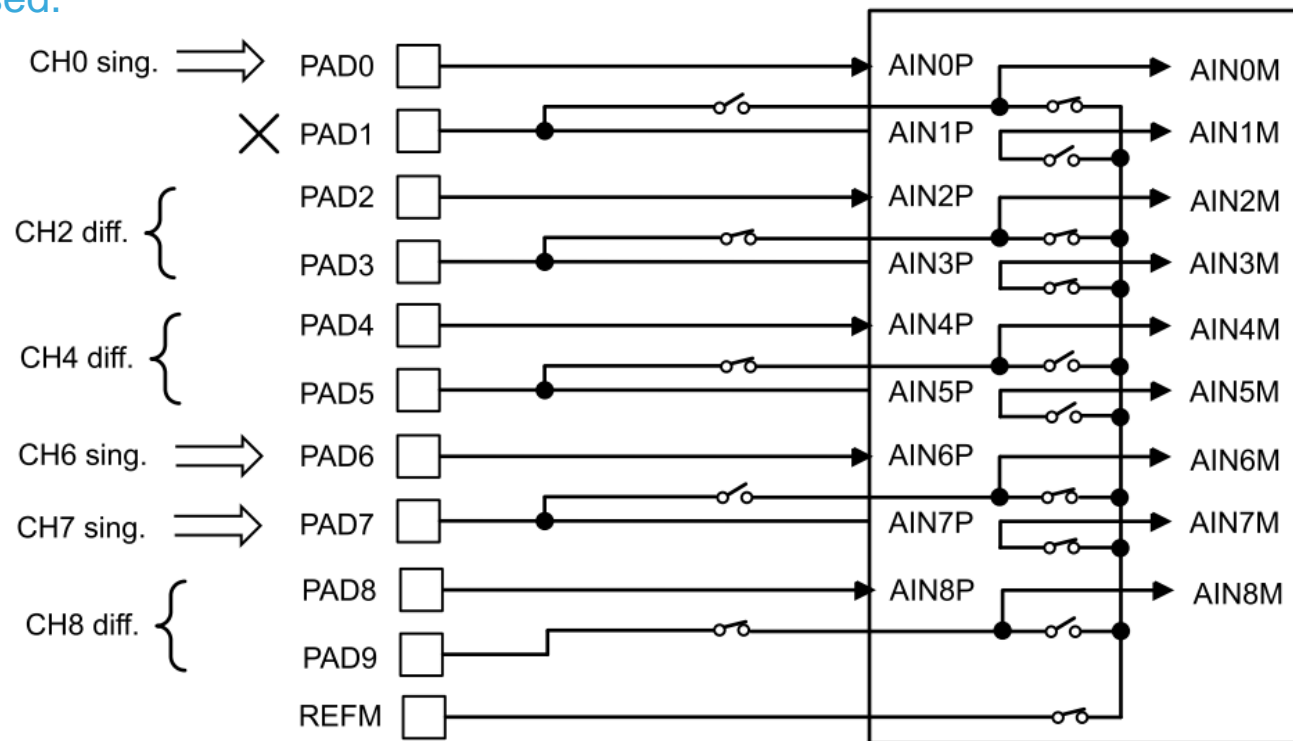 sed.
CH0 sing. PAD0 AIN0P AIN0M
PAD1 AIN1P AIN1M
CH2 diff. PAD2 AIN2P AIN2M
PAD3 AIN3P AIN3M
CH4 diff. PAD4 AIN4P AIN4M
PAD5 AIN5P AIN5M
CH6 sing. PAD6 AIN6P AIN6M
CH7 sing. PAD7 AIN7P AIN7M
CH8 diff. PAD8 AIN8P AIN8M
PAD9
REFM